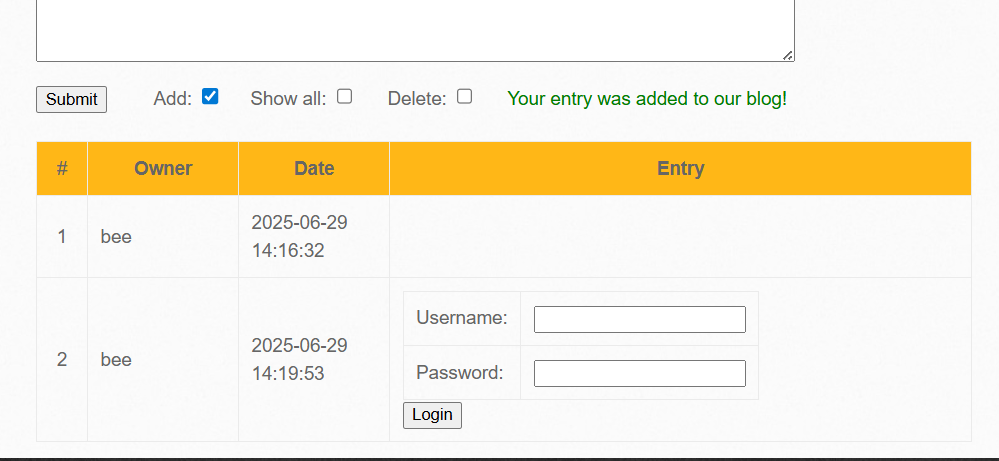 Submit Add: Show all: Delete: Your entry was added to our blog!
# Owner Date Entry
1 bee 2025-06-29
14:16:32
2 bee 2025-06-29
14:19:53
Username:
Password:
Login